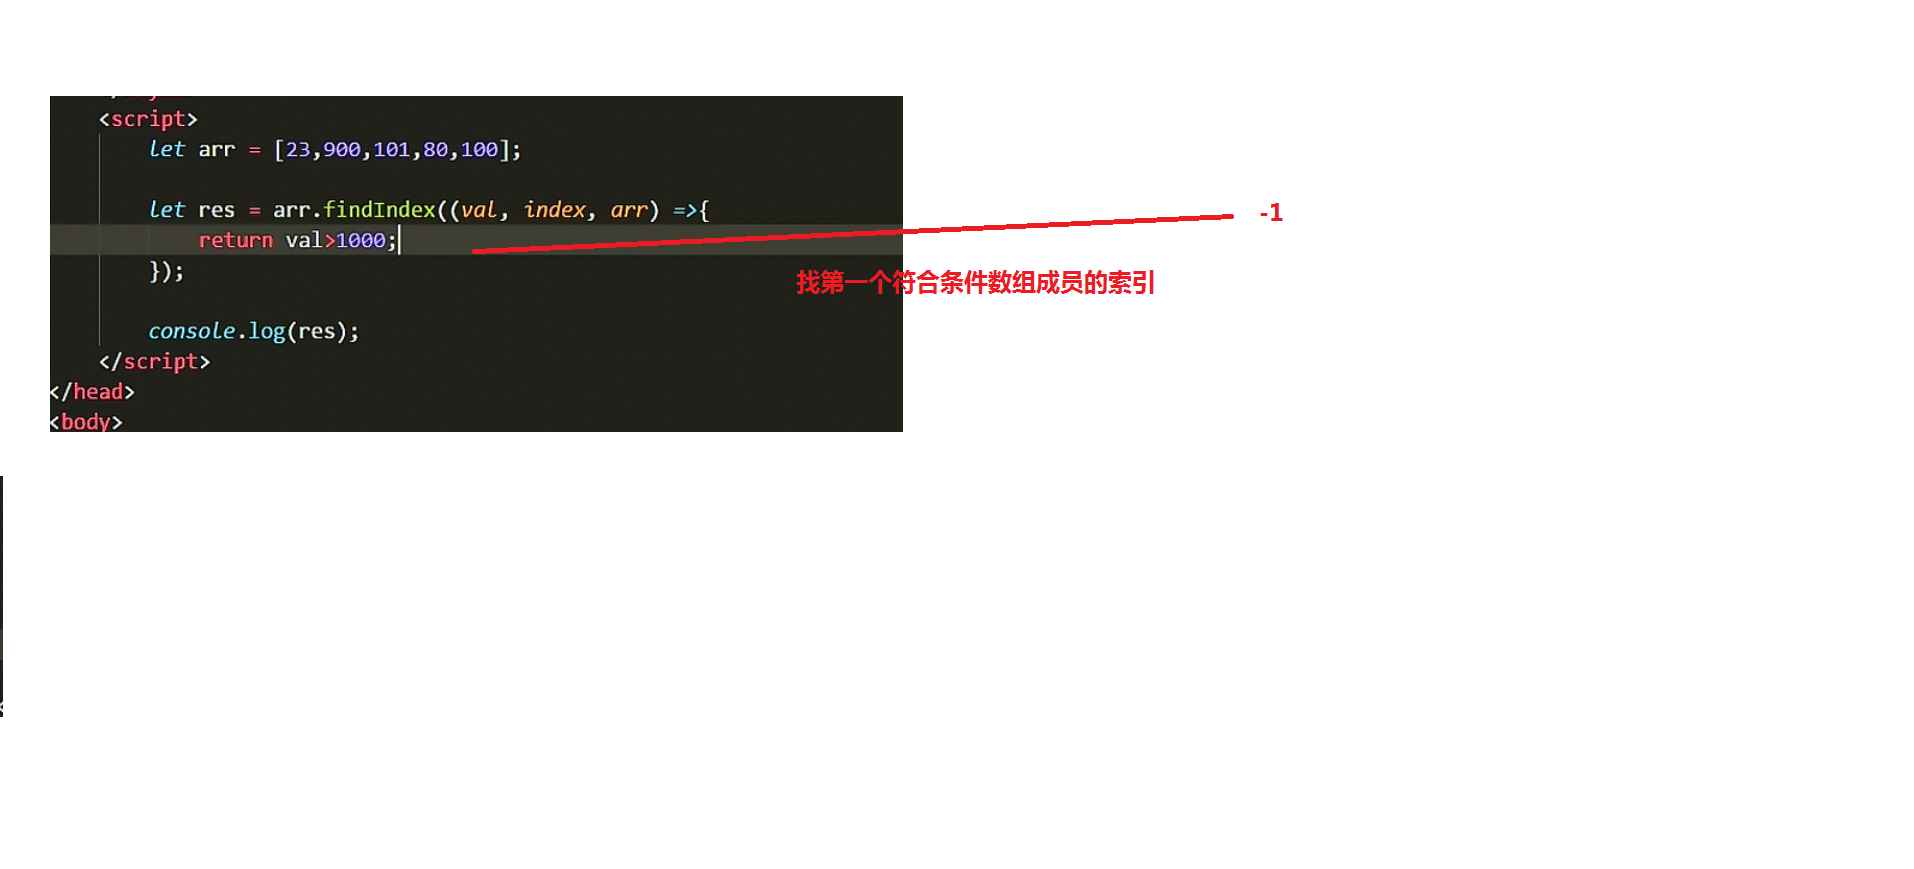 <script>
let arr = [23,900,101,80,100];
let res = arr.findIndex((val, index, arr) =>{
return val>1000;
});
console.log(res);
</script>
</head>
<body>
-1
找第一个符合条件数组成员的索引